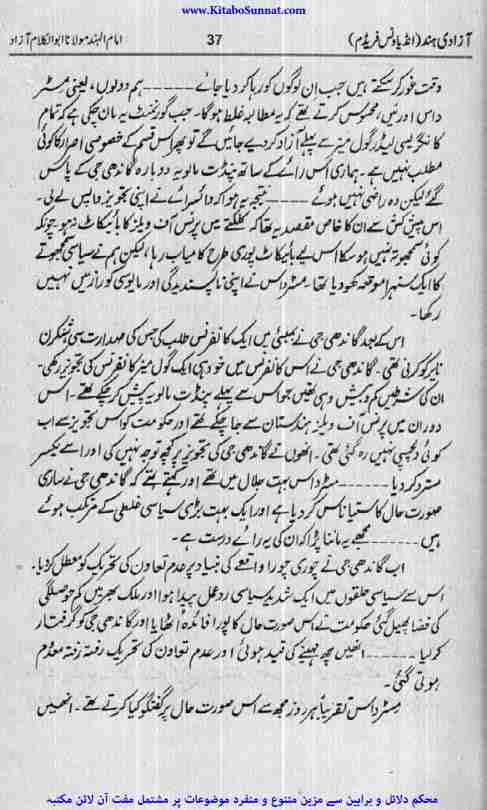 www.KitaboSunnat.com
آزادی ہند (انڈیا ونس فریڈم) 37 امام الہند مولانا ابوالکلام آزاد
وقت غور کر سکتے ہیں جب ان لوگوں کو رہا کر دیا جائے ــــــ ہم دونوں، یعنی مسٹر
داس اور میں، محسوس کرتے تھے کہ یہ مطالبہ غلط ہوگا۔ جب گورنمنٹ یہ مان چکی ہے کہ تمام
کانگریسی لیڈر گول میز سے پہلے آزاد کر دیے جائیں گے تو پھر اس قسم کے خصوصی اصرار کا کوئی
مطلب نہیں ہے۔ ہماری اس رائے کے ساتھ پنڈت مالویہ دوبارہ گاندھی جی کے پاس
گئے لیکن وہ راضی نہیں ہوئے ــــــ نتیجہ یہ ہوا کہ وائسرائے نے اپنی تجویز واپس لے لی۔
اس پیش کش سے ان کا خاص مقصد یہ تھا کہ کلکتے میں پرنس آف ویلز کا بائیکاٹ نہ ہو چونکہ
کوئی سمجھوتہ نہیں ہو سکا اس لیے بائیکاٹ پوری طرح کامیاب رہا، لیکن ہم نے سیاسی سمجھوتے
کا ایک سنہرا موقعہ کھو دیا تھا۔ مسٹر داس نے اپنی ناپسندیدگی اور مایوسی کو راز میں نہیں
رکھا۔
اس کے بعد گاندھی جی نے بمبئی میں ایک کانفرنس طلب کی جس کی صدارت سی شنکرن
نایر کو کرنی تھی۔ گاندھی جی نے اس کانفرنس میں خود ہی ایک گول میز کانفرنس کی تجویز رکھی۔
ان کی شرطیں کم و بیش وہی تھیں جو اس سے پہلے پنڈت مالویہ پیش کر چکے تھے۔ اس
دوران میں پرنس آف ویلز ہندستان سے جا چکے تھے اور حکومت کو اس تجویز سے اب
کوئی دلچسپی نہیں رہ گئی تھی۔ انھوں نے گاندھی جی کی تجویز پر کچھ توجہ نہیں کی اور اسے یکسر
مسترد کر دیا ــــــ مسٹر داس بہت جلال میں تھے اور کہتے تھے کہ گاندھی جی نے ساری
صورت حال کا ستیاناس کر دیا ہے اور ایک بہت بڑی سیاسی غلطی کے مرتکب ہوئے
ہیں ــــــ مجھے یہ ماننا پڑا کہ ان کی یہ رائے درست ہے۔
اب گاندھی جی نے چوری چورا واقعے کی بنیاد پر عدم تعاون کی تحریک کو معطل کر دیا۔
اس سے سیاسی حلقوں میں ایک شدید سیاسی ردعمل پیدا ہوا اور ملک بھر میں کم حوصلگی
کی فضا پھیل گئی حکومت نے اس صورت حال کا پورا فائدہ اٹھایا اور گاندھی جی کو گرفتار
کر لیا ــــــ انھیں چھ مہینے کی قید ہوئی اور عدم تعاون کی تحریک رفتہ رفتہ معدوم
ہوتی گئی۔
مسٹر داس تقریباً ہر روز مجھ سے اس صورت حال پر گفتگو کیا کرتے تھے۔ انھیں
محکم دلائل و براہین سے مزین متنوع و منفرد موضوعات پر مشتمل مفت آن لائن مکتبہ